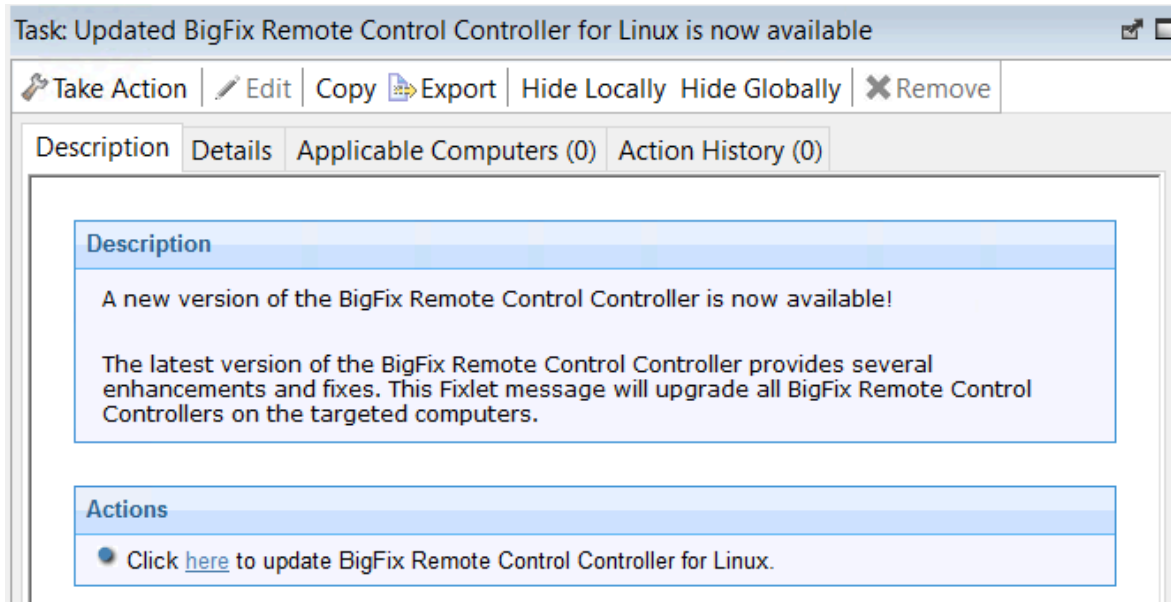 Task: Updated BigFix Remote Control Controller for Linux is now available
Take Action Edit Copy Export Hide Locally Hide Globally Remove
Description Details Applicable Computers (0) Action History (0)
Description
A new version of the BigFix Remote Control Controller is now available!
The latest version of the BigFix Remote Control Controller provides several
enhancements and fixes. This Fixlet message will upgrade all BigFix Remote Control
Controllers on the targeted computers.
Actions
Click here to update BigFix Remote Control Controller for Linux.